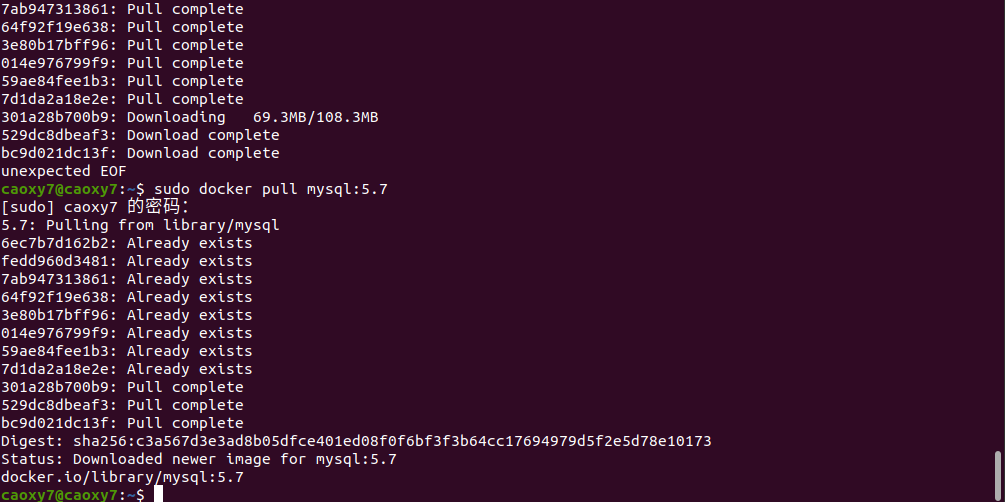 7ab947313861: Pull complete
64f92f19e638: Pull complete
3e80b17bff96: Pull complete
014e976799f9: Pull complete
59ae84fee1b3: Pull complete
7d1da2a18e2e: Pull complete
301a28b700b9: Downloading   69.3MB/108.3MB
529dc8dbeaf3: Download complete
bc9d021dc13f: Download complete
unexpected EOF
caoxy7@caoxy7:~$ sudo docker pull mysql:5.7
[sudo] caoxy7 的密码：
5.7: Pulling from library/mysql
6ec7b7d162b2: Already exists
fedd960d3481: Already exists
7ab947313861: Already exists
64f92f19e638: Already exists
3e80b17bff96: Already exists
014e976799f9: Already exists
59ae84fee1b3: Already exists
7d1da2a18e2e: Already exists
301a28b700b9: Pull complete
529dc8dbeaf3: Pull complete
bc9d021dc13f: Pull complete
Digest: sha256:c3a567d3e3ad8b05dfce401ed08f0f6bf3f3b64cc17694979d5f2e5d78e10173
Status: Downloaded newer image for mysql:5.7
docker.io/library/mysql:5.7
caoxy7@caoxy7:~$